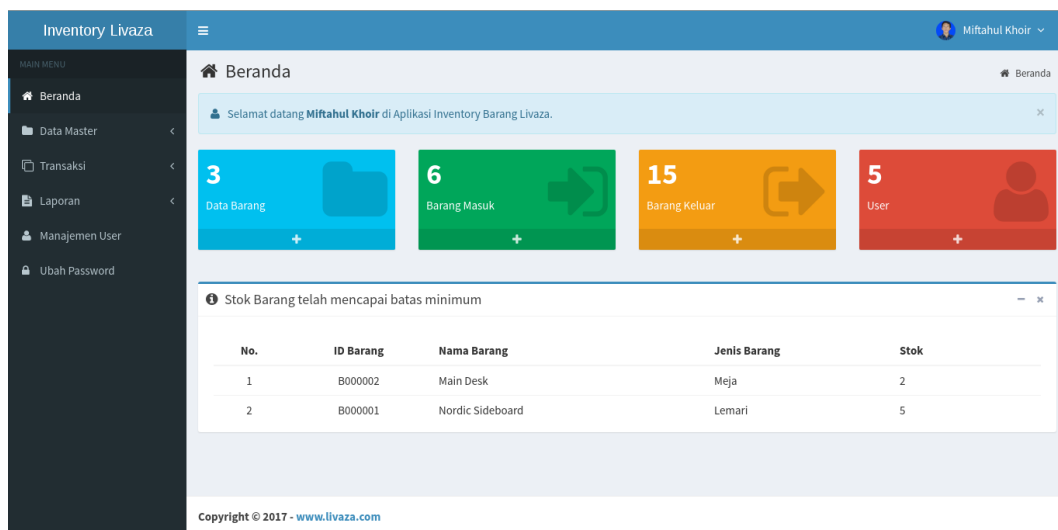 Inventory Livaza
Miftahul Khoir
MAIN MENU
Beranda
Data Master
Transaksi
Laporan
Manajemen User
Ubah Password
Beranda
Beranda
Selamat datang Miftahul Khoir di Aplikasi Inventory Barang Livaza.
3
Data Barang
6
Barang Masuk
15
Barang Keluar
5
User
Stok Barang telah mencapai batas minimum
No. ID Barang Nama Barang Jenis Barang Stok
1 B000002 Main Desk Meja 2
2 B000001 Nordic Sideboard Lemari 5
Copyright © 2017 - www.livaza.com